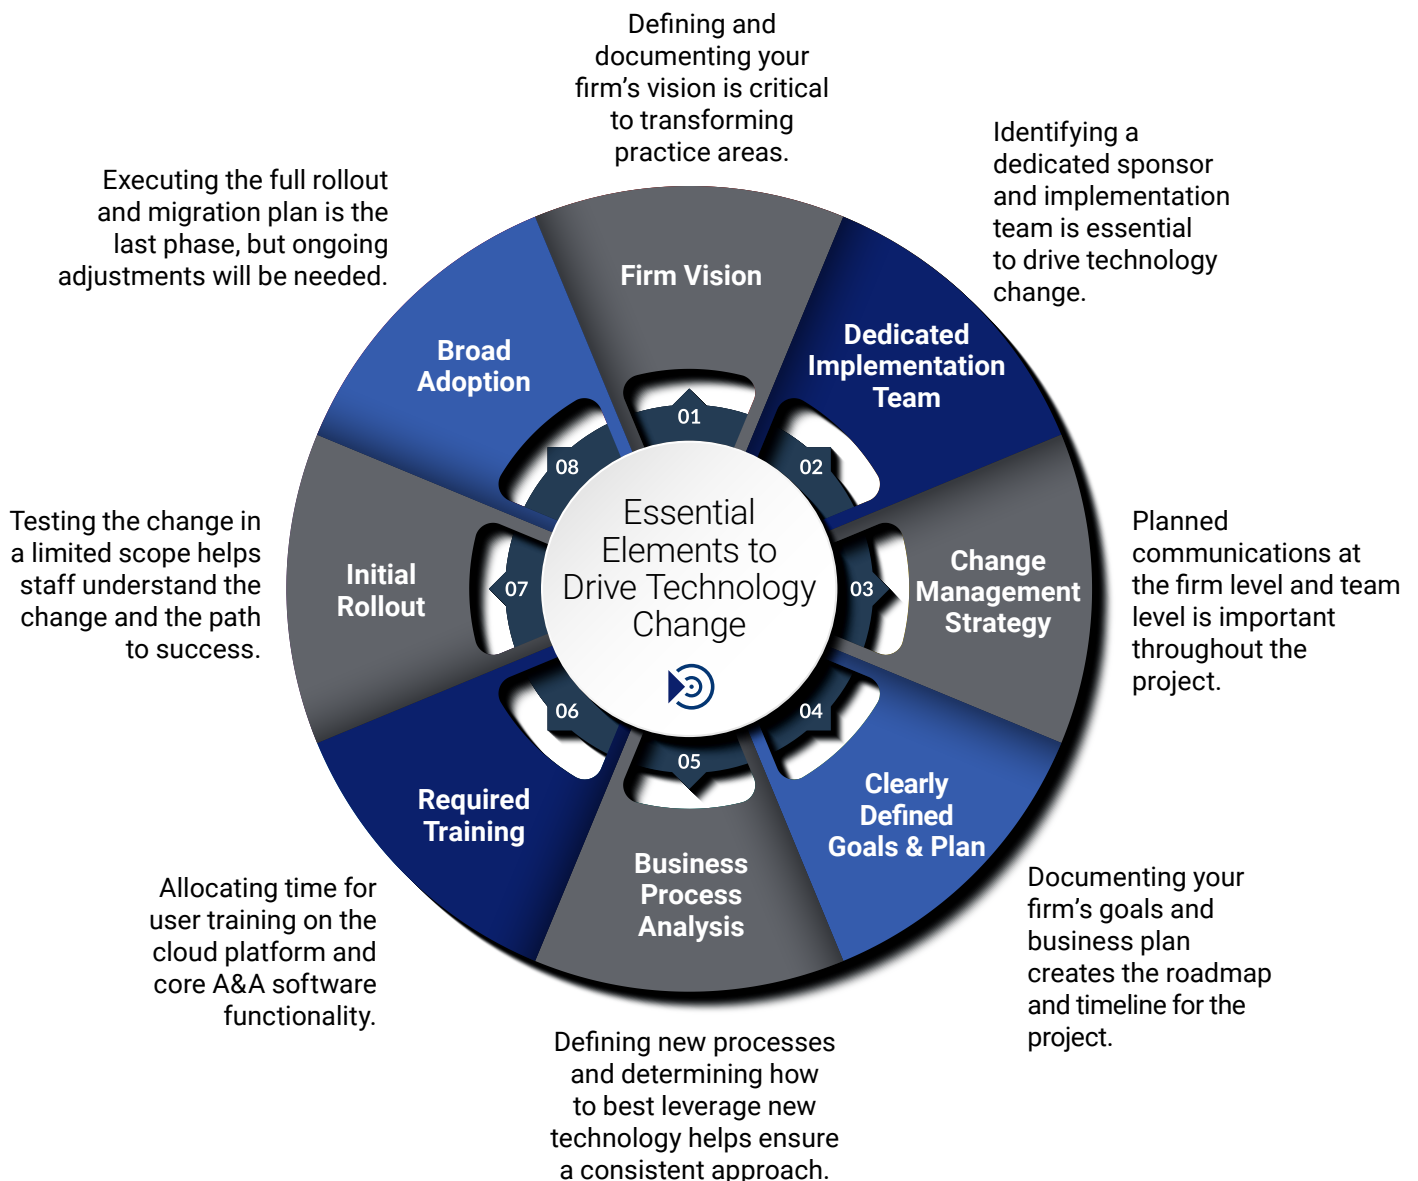 Essential
Elements to
Drive Technology
Change
Defining and
documenting your
firm's vision is critical
to transforming
practice areas.
Firm Vision
01
Identifying a
dedicated sponsor
and implementation
team is essential
to drive technology
change.
Dedicated
Implementation
Team
02
Planned
communications at
the firm level and team
level is important
throughout the
project.
Change
Management
Strategy
03
Documenting your
firm's goals and
business plan
creates the roadmap
and timeline for the
project.
Clearly
Defined
Goals & Plan
04
Defining new processes
and determining how
to best leverage new
technology helps ensure
a consistent approach.
Business
Process
Analysis
05
Allocating time for
user training on the
cloud platform and
core A&A software
functionality.
Required
Training
06
Testing the change in
a limited scope helps
staff understand the
change and the path
to success.
Initial
Rollout
07
Executing the full rollout
and migration plan is the
last phase, but ongoing
adjustments will be needed.
Broad
Adoption
08